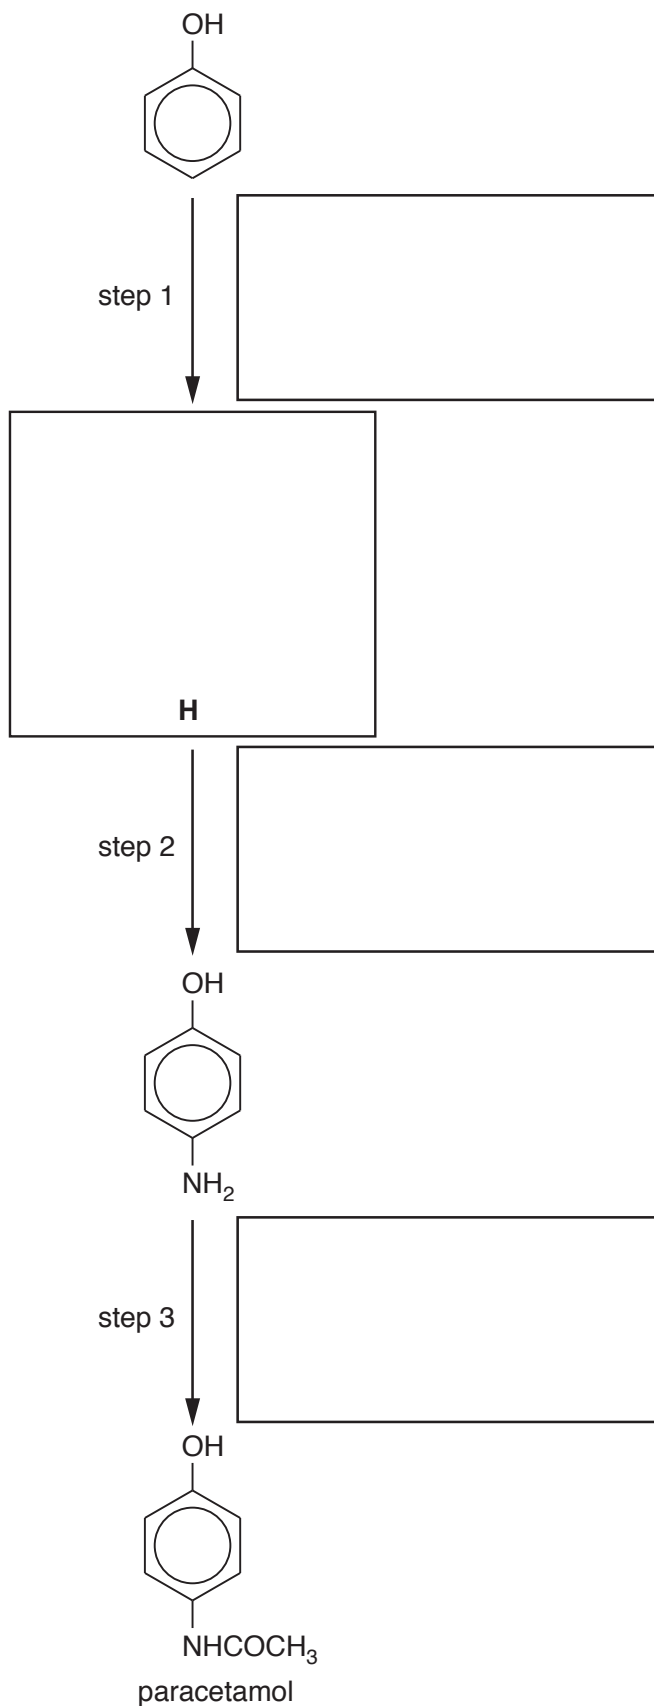 OH
step 1
H
step 2
OH
NH₂
step 3
OH
NHCOCH₃
paracetamol